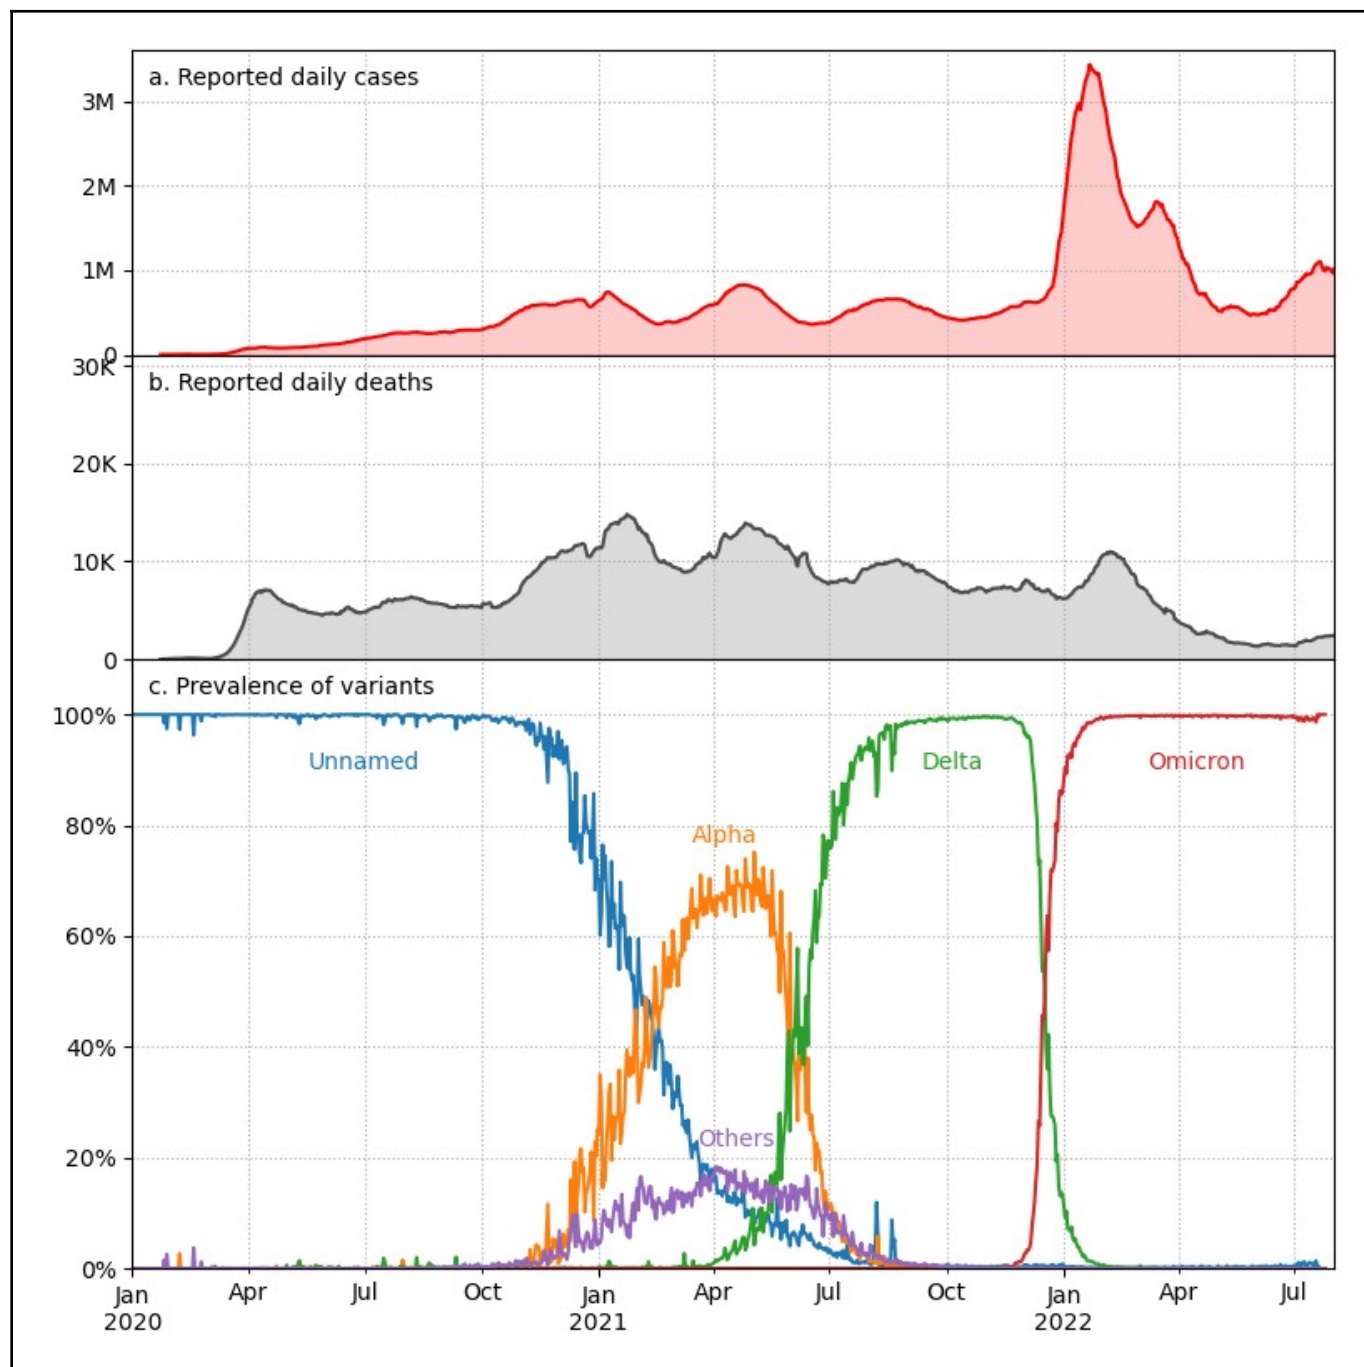 a. Reported daily cases
3M
2M
1M
0
30K
b. Reported daily deaths
20K
10K
0
c. Prevalence of variants
100%
Unnamed
Delta
Omicron
80%
Alpha
60%
40%
Others
20%
0%
Jan Apr Jul Oct Jan Apr Jul Oct Jan Apr Jul
2020 2021 2022